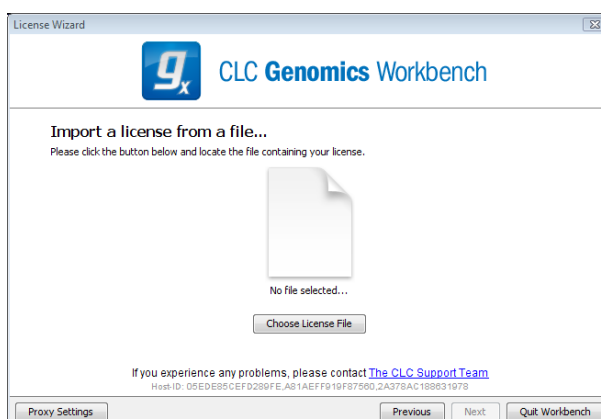 License Wizard
gx
CLC Genomics Workbench
Import a license from a file...
Please click the button below and locate the file containing your license.
No file selected...
Choose License File
If you experience any problems, please contact The CLC Support Team
Host-ID: 05EDE85CEFD289FE,A81AEFF919F87560,2A378AC188631978
Proxy Settings Previous Next Quit Workbench